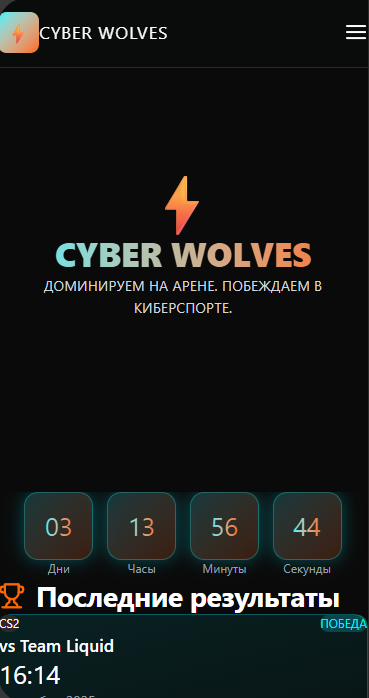 CYBER WOLVES
CYBER WOLVES
ДОМИНИРУЕМ НА АРЕНЕ. ПОБЕЖДАЕМ В
КИБЕРСПОРТЕ.
03 13 56 44
Дни Часы Минуты Секунды
Последние результаты
CS2 ПОБЕДА
vs Team Liquid
16:14